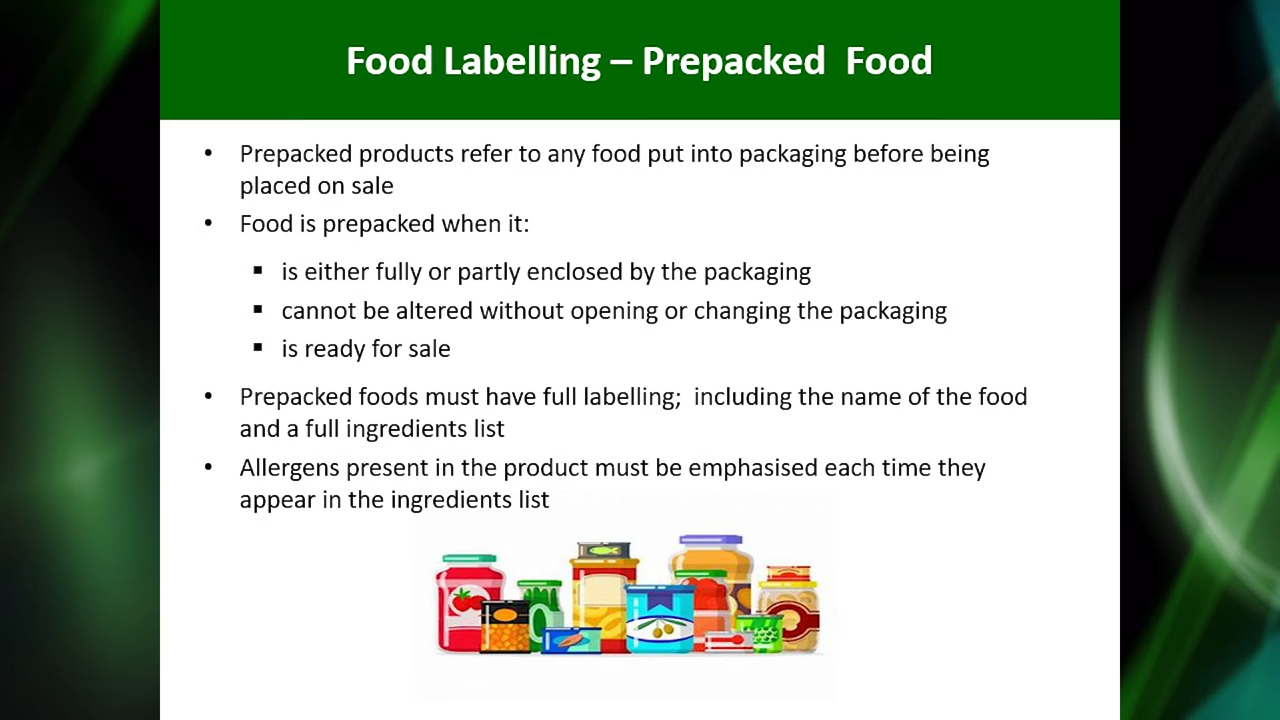 Food Labelling – Prepacked  Food
• Prepacked products refer to any food put into packaging before being
placed on sale
• Food is prepacked when it:
▪ is either fully or partly enclosed by the packaging
▪ cannot be altered without opening or changing the packaging
▪ is ready for sale
• Prepacked foods must have full labelling;  including the name of the food
and a full ingredients list
• Allergens present in the product must be emphasised each time they
appear in the ingredients list